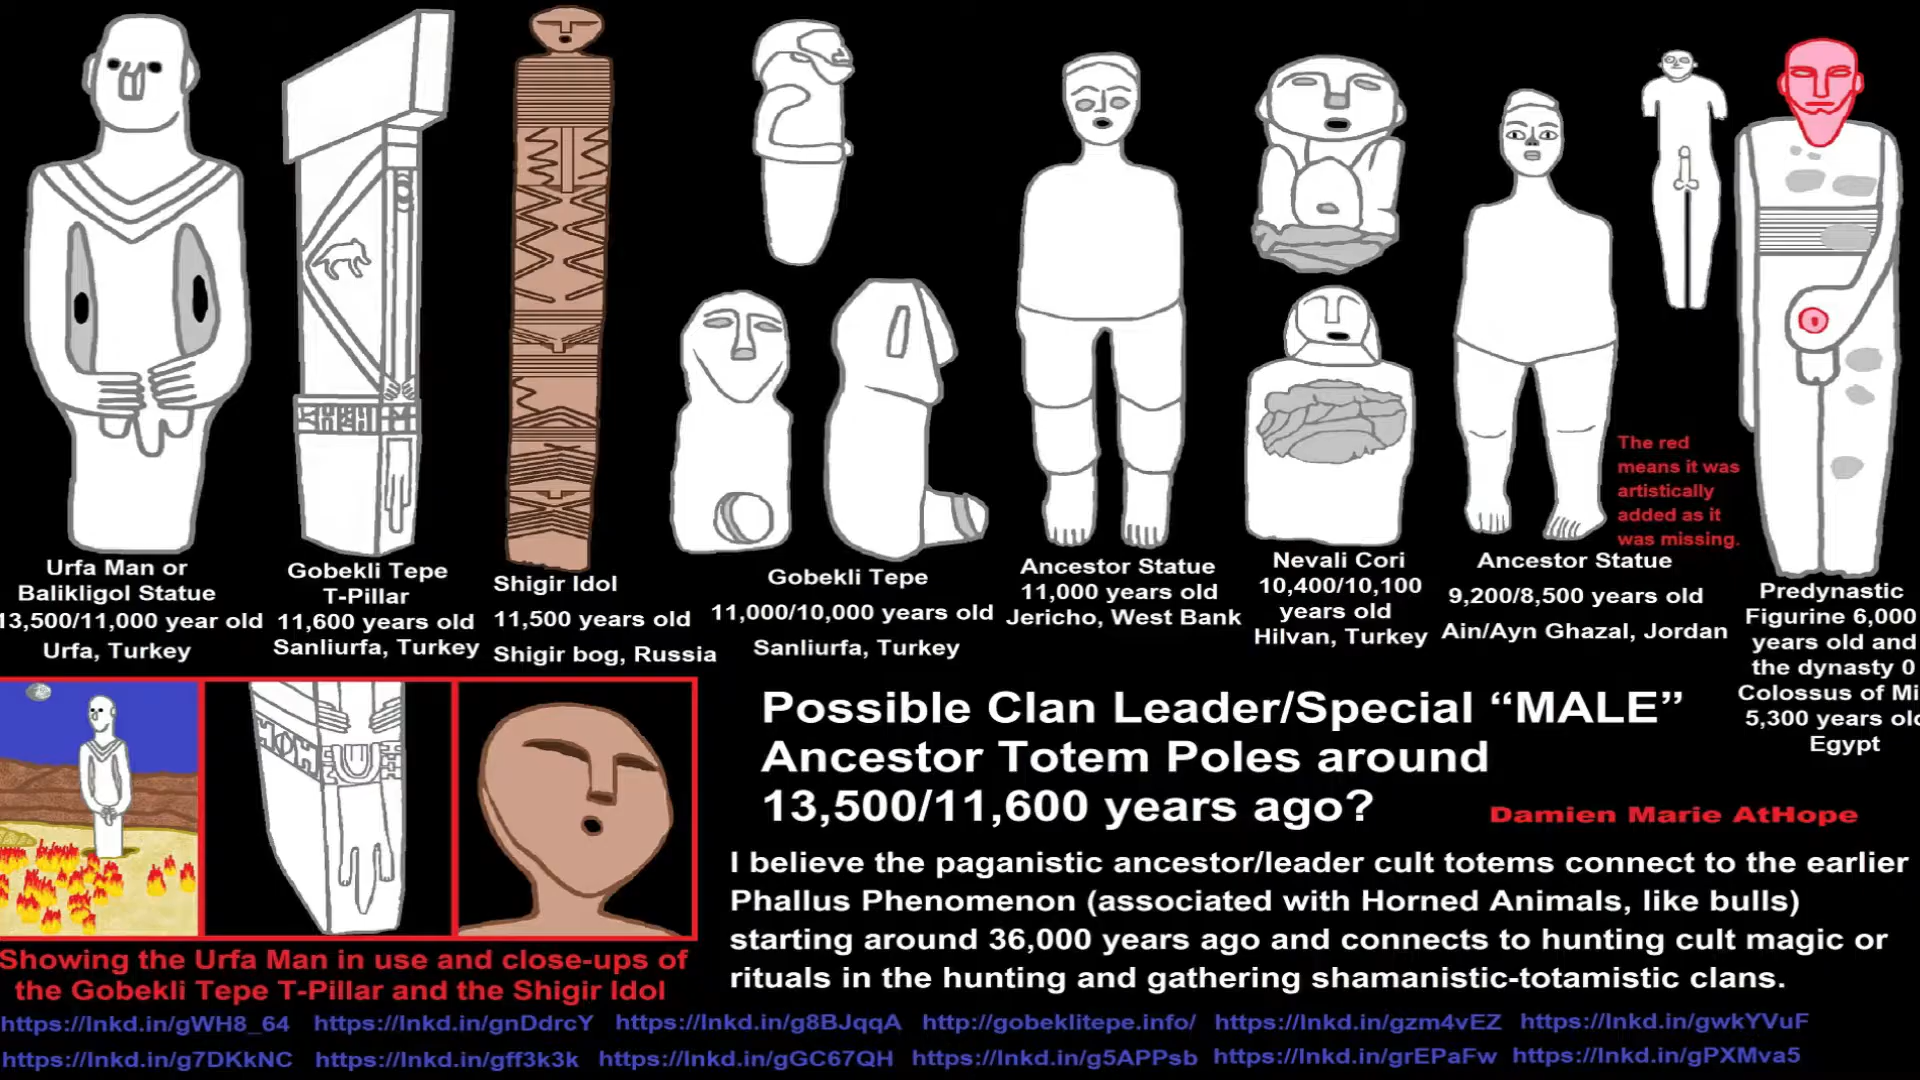 Urfa Man or
Balikligol Statue
13,500/11,000 year old
Urfa, Turkey
Gobekli Tepe
T-Pillar
11,600 years old
Sanliurfa, Turkey
Shigir Idol
11,500 years old
Shigir bog, Russia
Gobekli Tepe
11,000/10,000 years old
Sanliurfa, Turkey
Ancestor Statue
11,000 years old
Jericho, West Bank
Nevali Cori
10,400/10,100
years old
Hilvan, Turkey
Ancestor Statue
9,200/8,500 years old
Ain/Ayn Ghazal, Jordan
The red
means it was
artistically
added as it
was missing.
Predynastic
Figurine 6,000
years old and
the dynasty 0
Colossus of Mi
5,300 years old
Egypt
Possible Clan Leader/Special “MALE”
Ancestor Totem Poles around
13,500/11,600 years ago?
Damien Marie AtHope
I believe the paganistic ancestor/leader cult totems connect to the earlier
Phallus Phenomenon (associated with Horned Animals, like bulls)
starting around 36,000 years ago and connects to hunting cult magic or
rituals in the hunting and gathering shamanistic-totamistic clans.
Showing the Urfa Man in use and close-ups of
the Gobekli Tepe T-Pillar and the Shigir Idol
https://lnkd.in/gWH8_64 https://lnkd.in/gnDdrcY https://lnkd.in/g8BJqqA http://gobeklitepe.info/ https://lnkd.in/gzm4vEZ https://lnkd.in/gwkYVuF
https://lnkd.in/g7DKkNC https://lnkd.in/gff3k3k https://lnkd.in/gGC67QH https://lnkd.in/g5APPsb https://lnkd.in/grEPaFw https://lnkd.in/gPXMva5